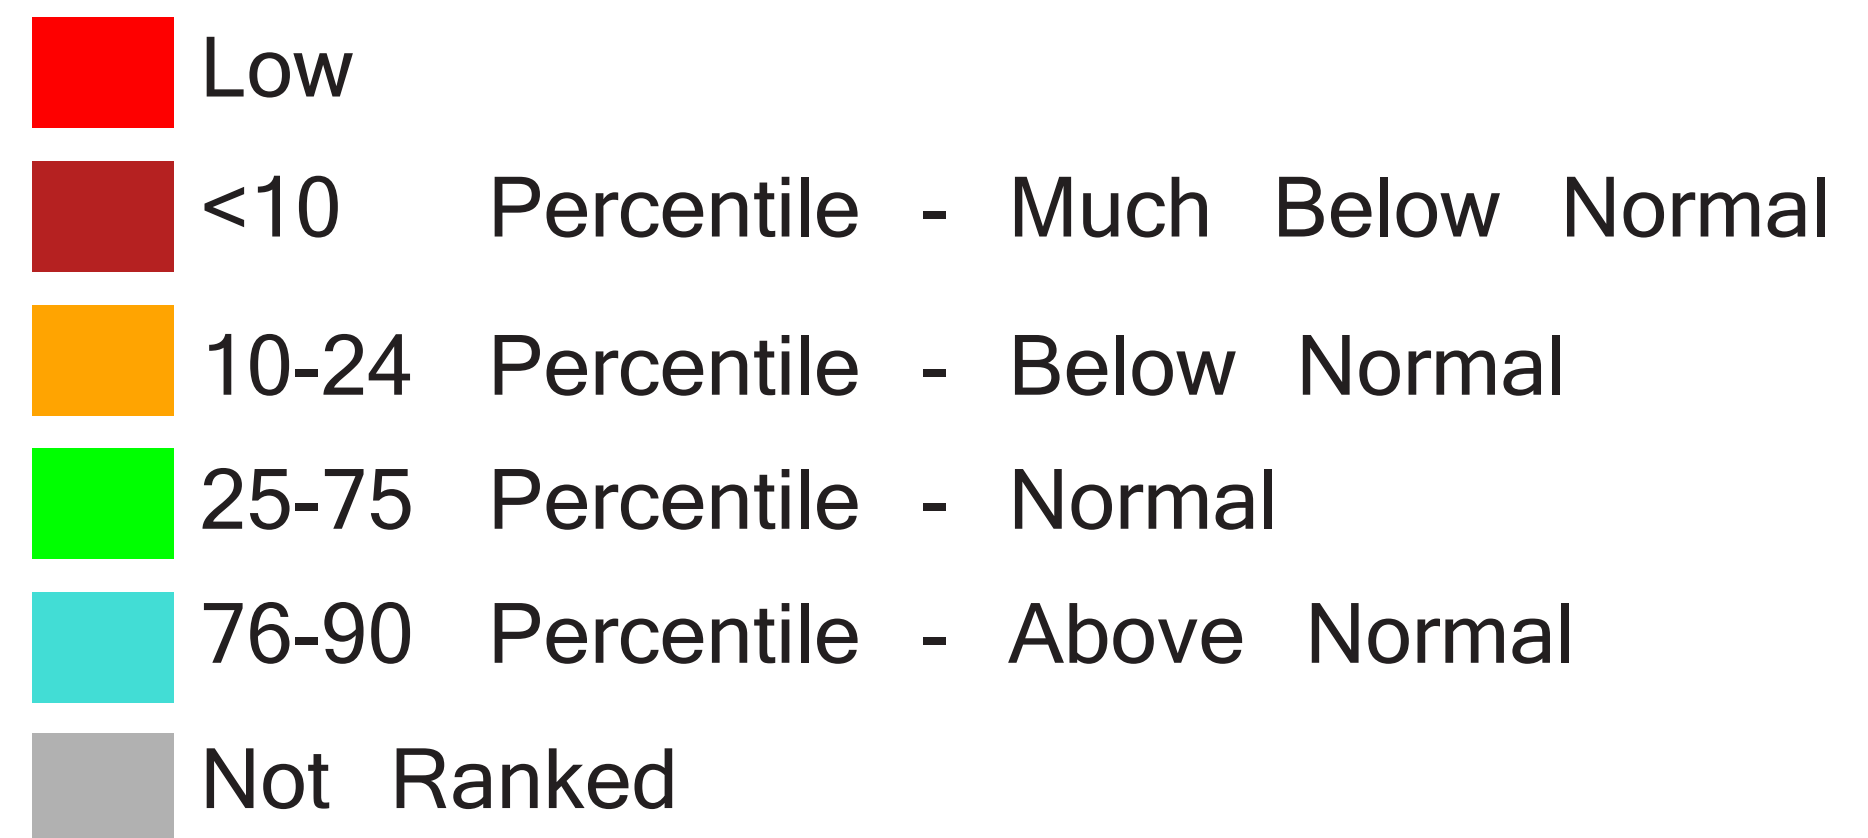 Low
<10 Percentile - Much Below Normal
10-24 Percentile - Below Normal
25-75 Percentile - Normal
76-90 Percentile - Above Normal
Not Ranked